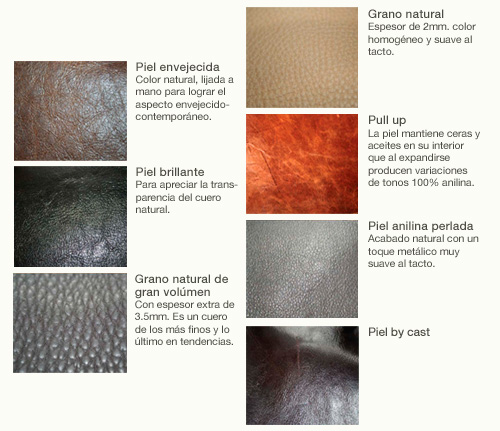 Piel envejecida
Color natural, lijada a
mano para lograr el
aspecto envejecido-
contemporáneo.
Piel brillante
Para apreciar la trans-
parencia del cuero
natural.
Grano natural de
gran volúmen
Con espesor extra de
3.5mm. Es un cuero
de los más finos y lo
último en tendencias.
Grano natural
Espesor de 2mm. color
homogéneo y suave al
tacto.
Pull up
La piel mantiene ceras y
aceites en su interior
que al expandirse
producen variaciones
de tonos 100% anilina.
Piel anilina perlada
Acabado natural con un
toque metálico muy
suave al tacto.
Piel by cast